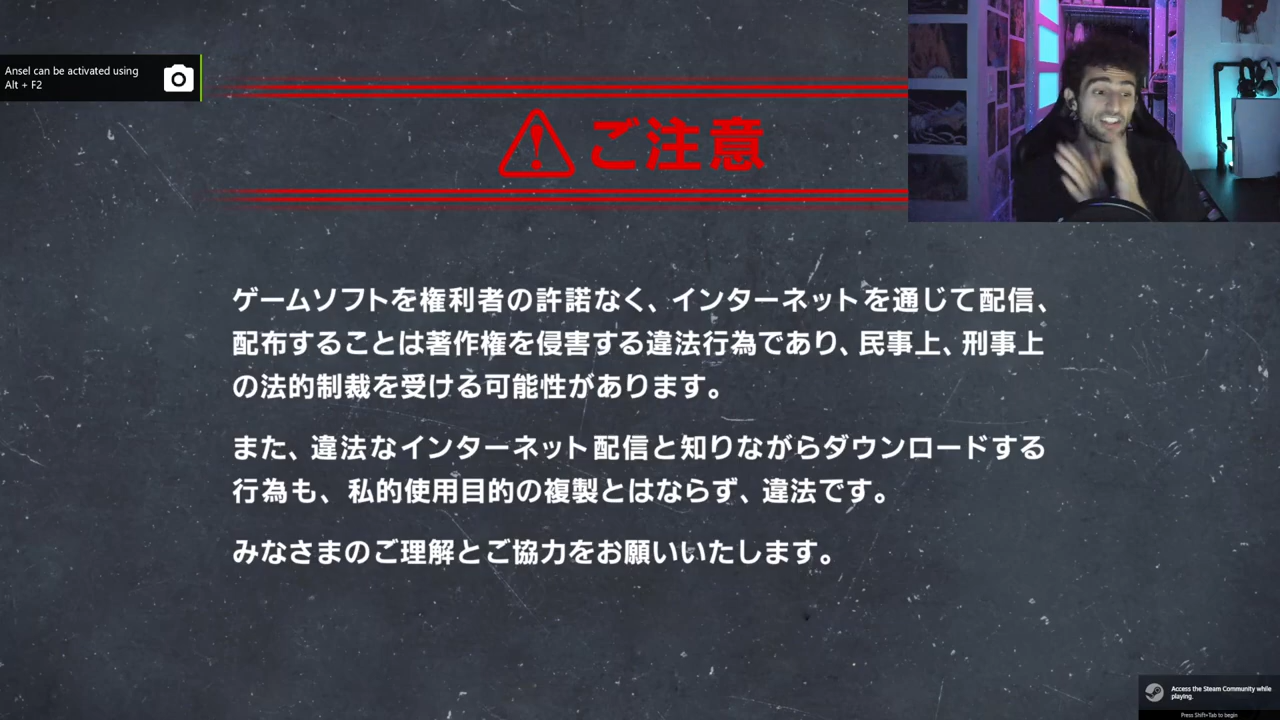 Ansel can be activated using
Alt + F2
ご注意
ゲームソフトを権利者の許諾なく、インターネットを通じて配信、
配布することは著作権を侵害する違法行為であり、民事上、刑事上
の法的制裁を受ける可能性があります。
また、違法なインターネット配信と知りながらダウンロードする
行為も、私的使用目的の複製とはならず、違法です。
みなさまのご理解とご協力をお願いいたします。
Access the Steam Community while
playing.
Press Shift+Tab to begin